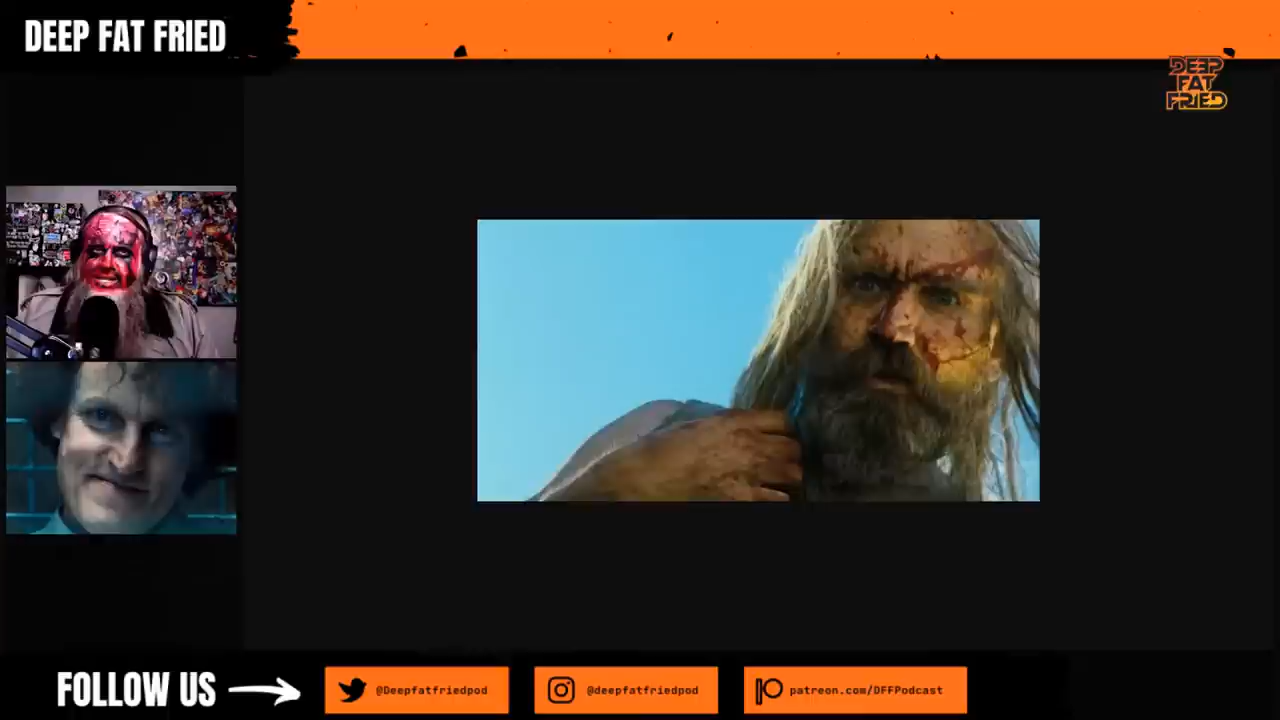 DEEP FAT FRIED
DEEP
FAT
FRIED
FOLLOW US
@Deepfatfriedpod
@deepfatfriedpod
patreon.com/DFFPodcast